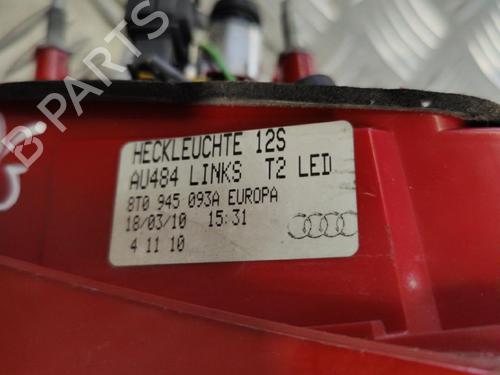 HECKLEUCHTE 12S
AU484 LINKS T2 LED
8T0 945 093A EUROPA
18/03/10 15:31
4 11 10
B-PARTS